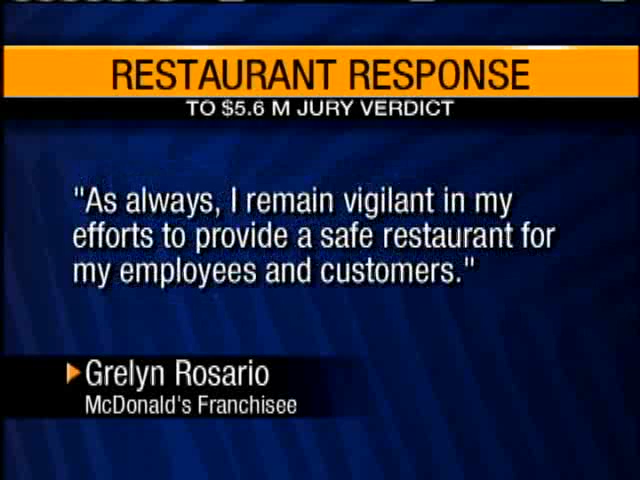 RESTAURANT RESPONSE
TO $5.6 M JURY VERDICT
"As always, I remain vigilant in my
efforts to provide a safe restaurant for
my employees and customers."
Grelyn Rosario
McDonald's Franchisee